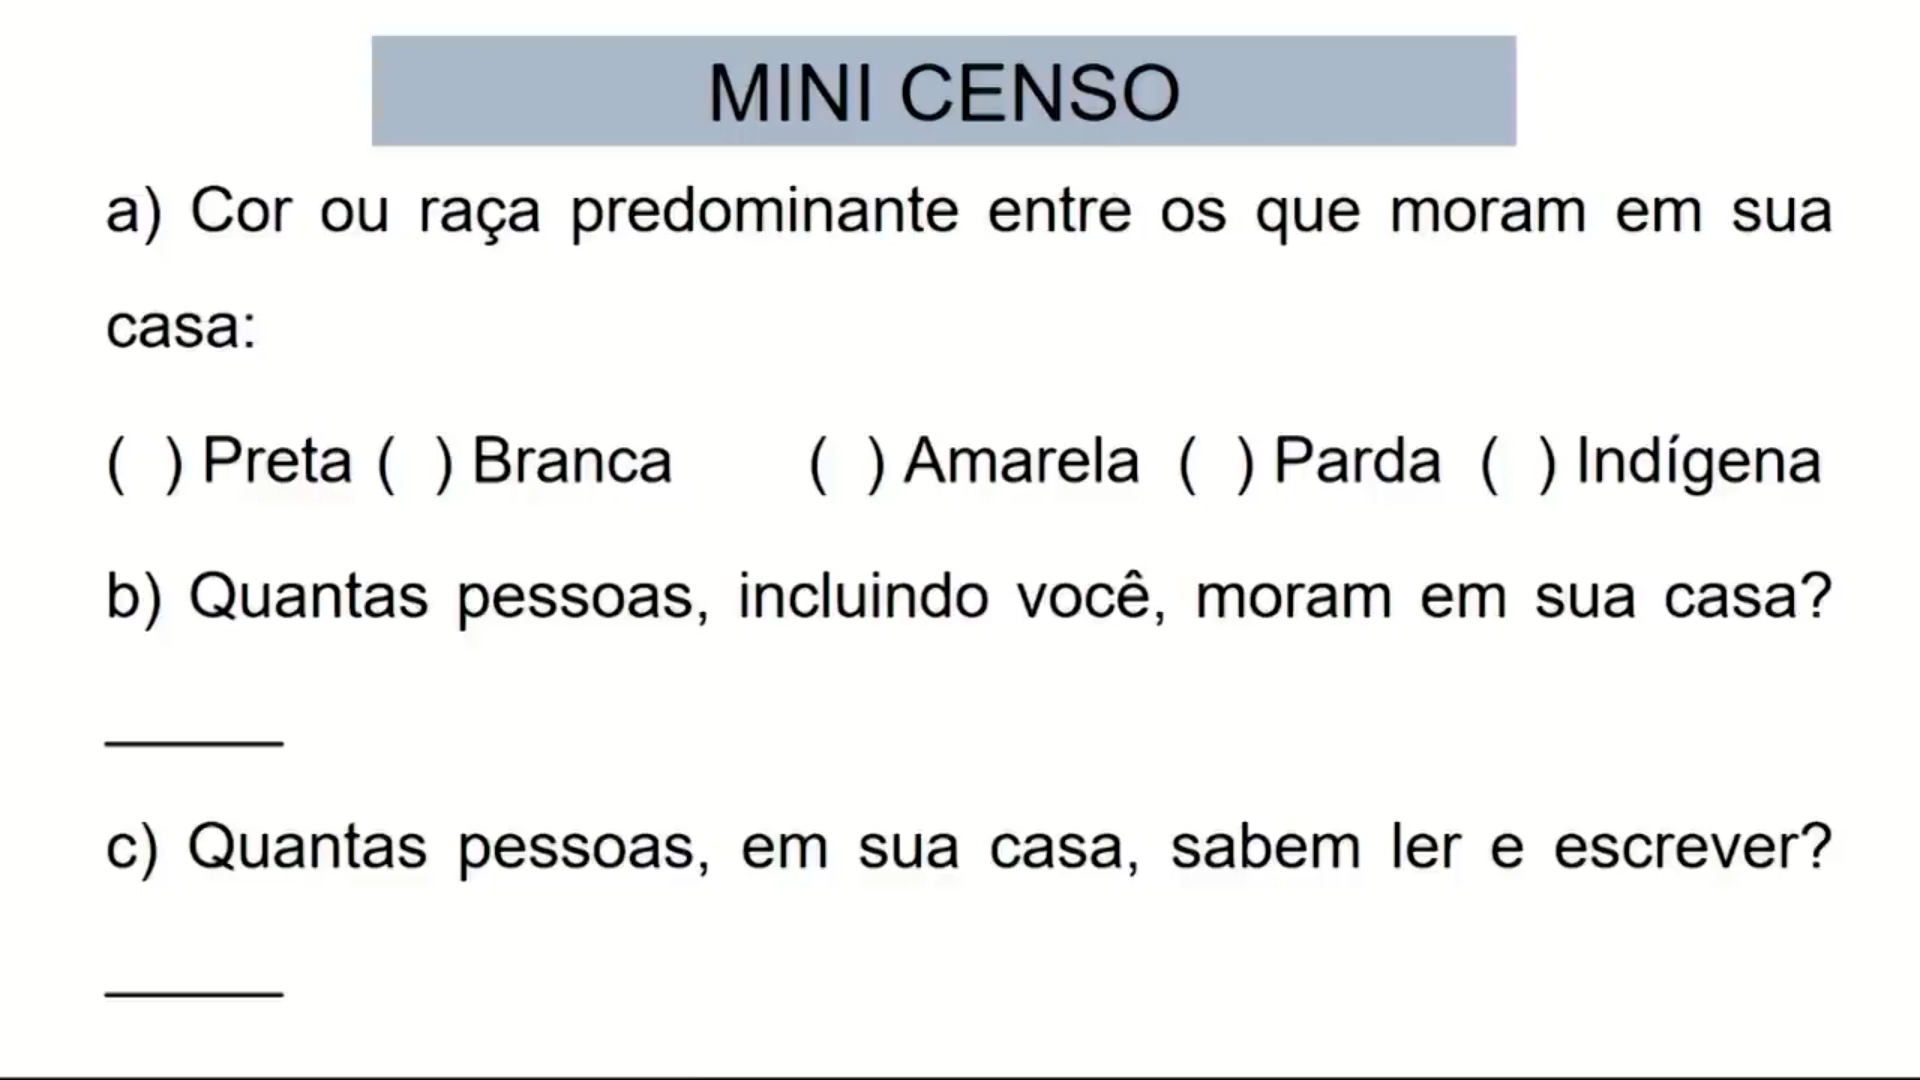 MINI CENSO
a) Cor ou raça predominante entre os que moram em sua
casa:
( ) Preta ( ) Branca ( ) Amarela ( ) Parda ( ) Indígena
b) Quantas pessoas, incluindo você, moram em sua casa?
______
c) Quantas pessoas, em sua casa, sabem ler e escrever?
______